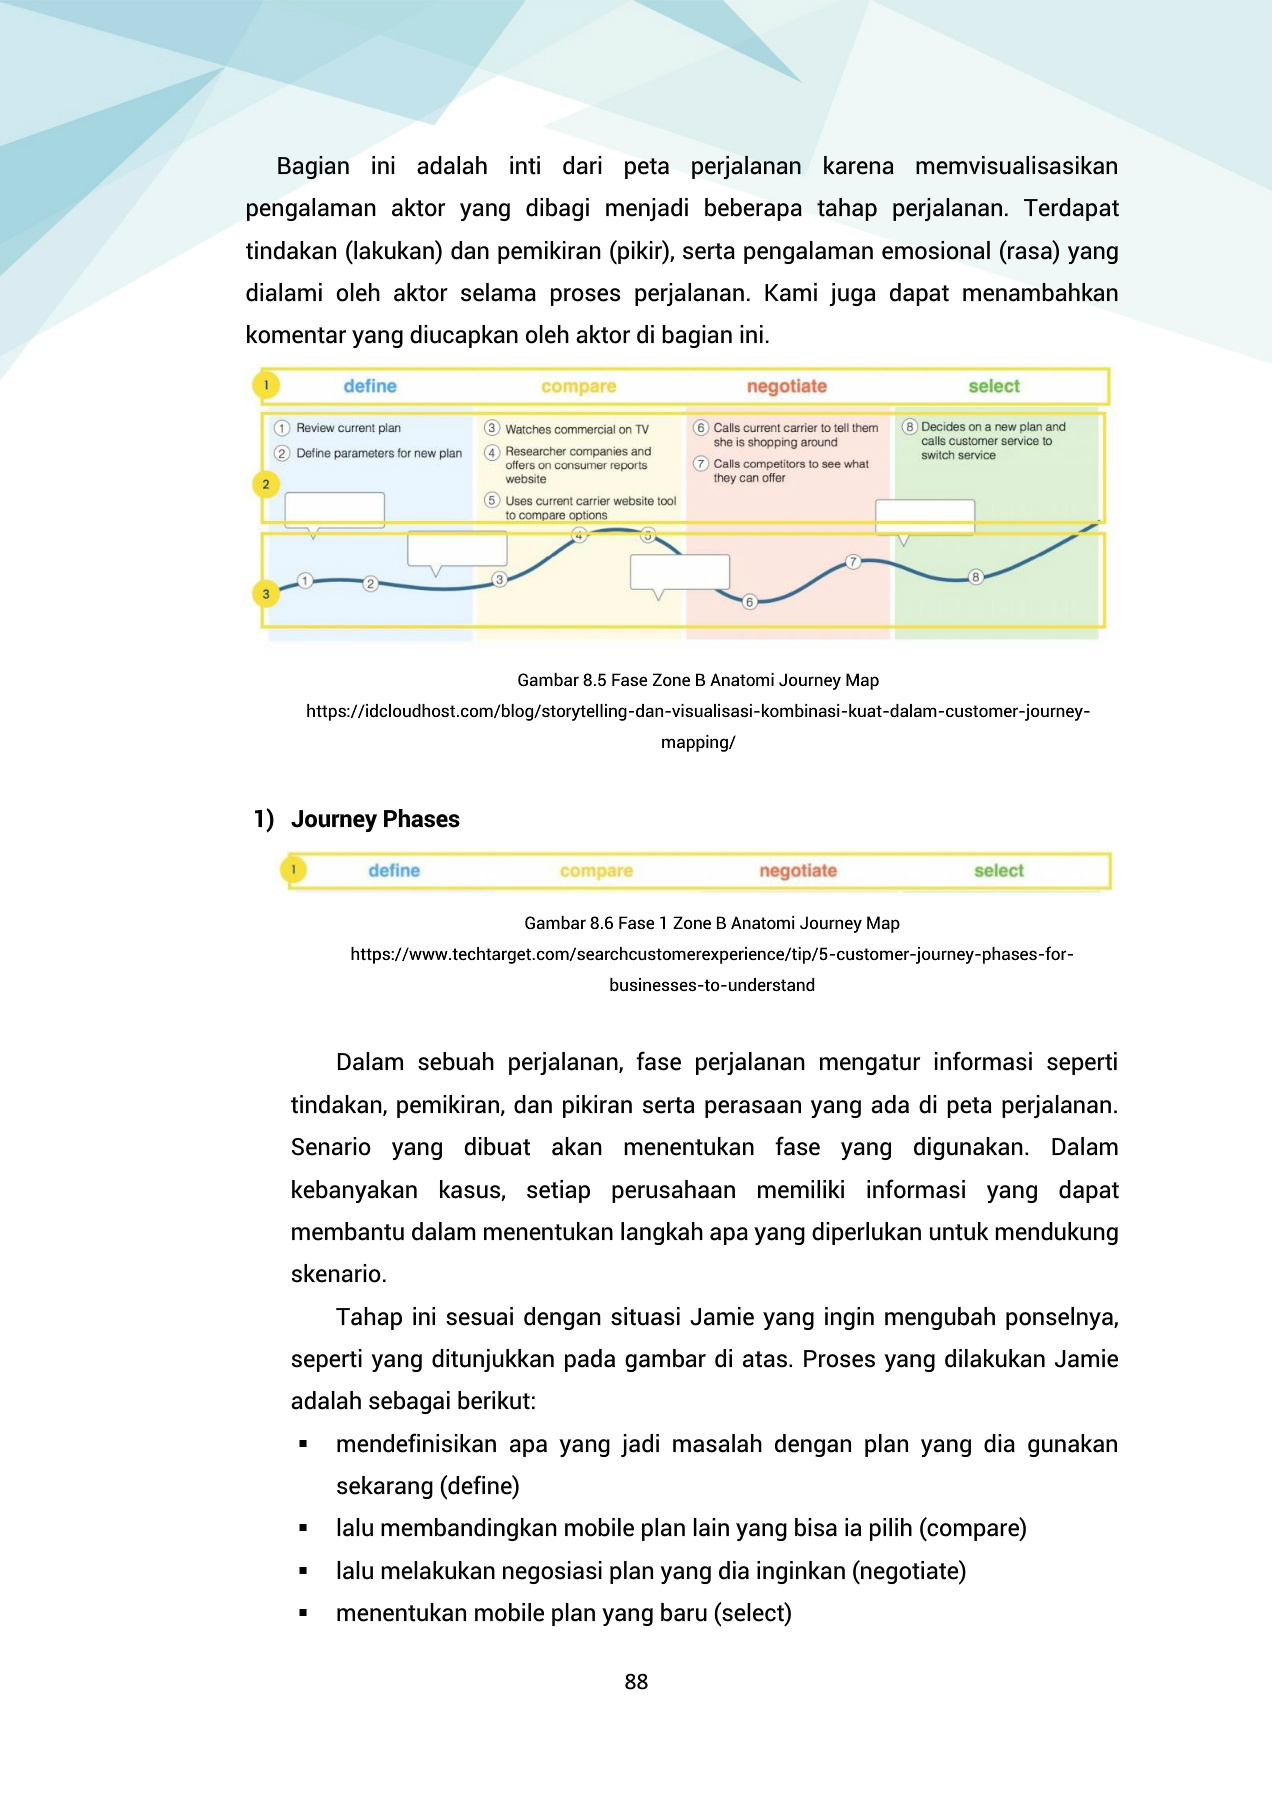 Bagian ini adalah inti dari peta perjalanan karena memvisualisasikan
pengalaman aktor yang dibagi menjadi beberapa tahap perjalanan. Terdapat
tindakan (lakukan) dan pemikiran (pikir), serta pengalaman emosional (rasa) yang
dialami oleh aktor selama proses perjalanan. Kami juga dapat menambahkan
komentar yang diucapkan oleh aktor di bagian ini.
1 define compare negotiate select
2
1 Review current plan
2 Define parameters for new plan
3 Watches commercial on TV
4 Researcher companies and
offers on consumer reports
website
5 Uses current carrier website tool
to compare options
6 Calls current carrier to tell them
she is shopping around
7 Calls competitors to see what
they can offer
8 Decides on a new plan and
calls customer service to
switch service
3
1 2 3 4 5 6 7 8
Gambar 8.5 Fase Zone B Anatomi Journey Map
https://idcloudhost.com/blog/storytelling-dan-visualisasi-kombinasi-kuat-dalam-customer-journey-
mapping/
1) Journey Phases
1 define compare negotiate select
Gambar 8.6 Fase 1 Zone B Anatomi Journey Map
https://www.techtarget.com/searchcustomerexperience/tip/5-customer-journey-phases-for-
businesses-to-understand
Dalam sebuah perjalanan, fase perjalanan mengatur informasi seperti
tindakan, pemikiran, dan pikiran serta perasaan yang ada di peta perjalanan.
Senario yang dibuat akan menentukan fase yang digunakan. Dalam
kebanyakan kasus, setiap perusahaan memiliki informasi yang dapat
membantu dalam menentukan langkah apa yang diperlukan untuk mendukung
skenario.
Tahap ini sesuai dengan situasi Jamie yang ingin mengubah ponselnya,
seperti yang ditunjukkan pada gambar di atas. Proses yang dilakukan Jamie
adalah sebagai berikut:
▪ mendefinisikan apa yang jadi masalah dengan plan yang dia gunakan
sekarang (define)
▪ lalu membandingkan mobile plan lain yang bisa ia pilih (compare)
▪ lalu melakukan negosiasi plan yang dia inginkan (negotiate)
▪ menentukan mobile plan yang baru (select)
88